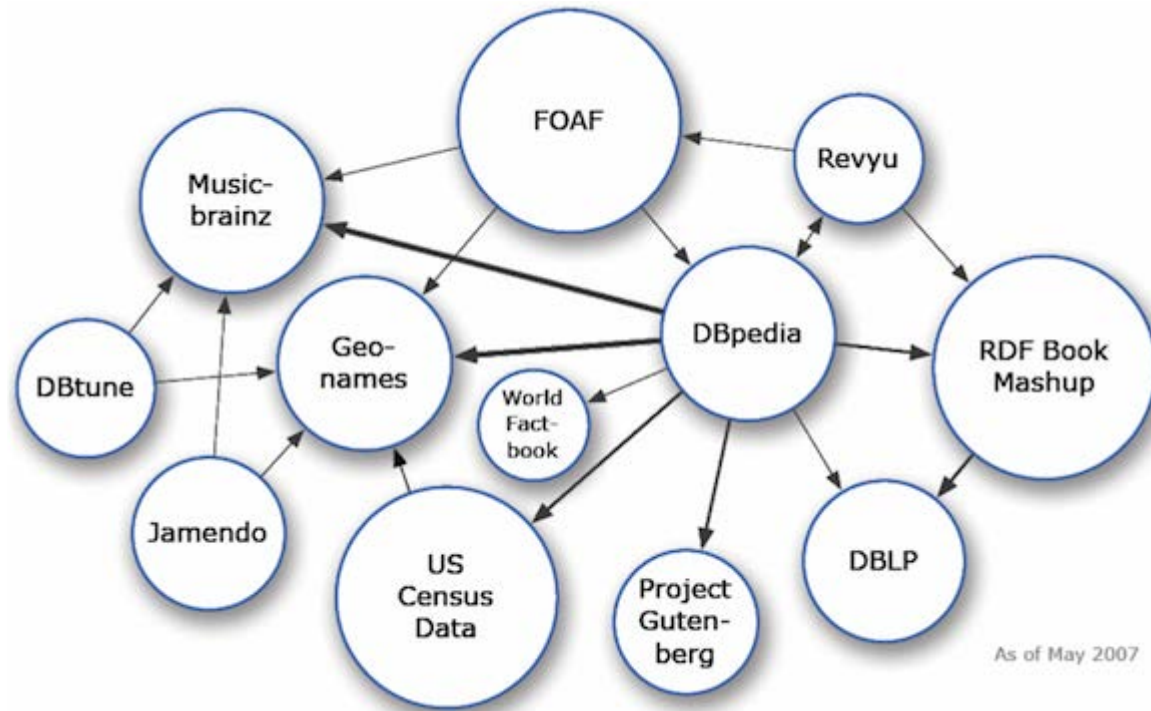 FOAF
Revyu
Music-
brainz
DBpedia
Geo-
names
RDF Book
Mashup
DBtune
World
Fact-
book
Jamendo
US
Census
Data
Project
Guten-
berg
DBLP
As of May 2007